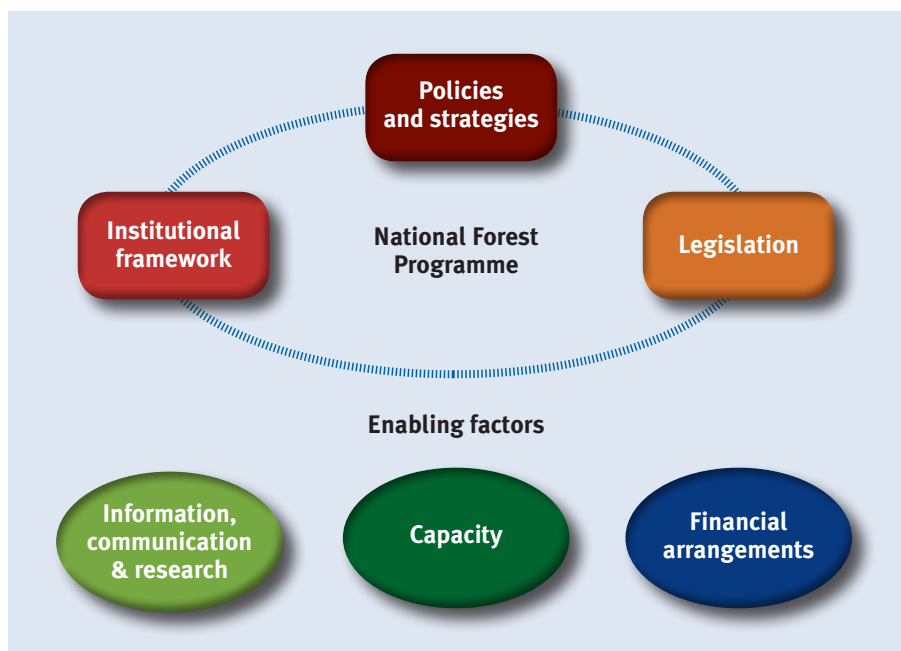 Policies
and strategies
Institutional
framework
National Forest
Programme
Legislation
Enabling factors
Information,
communication
& research
Capacity
Financial
arrangements